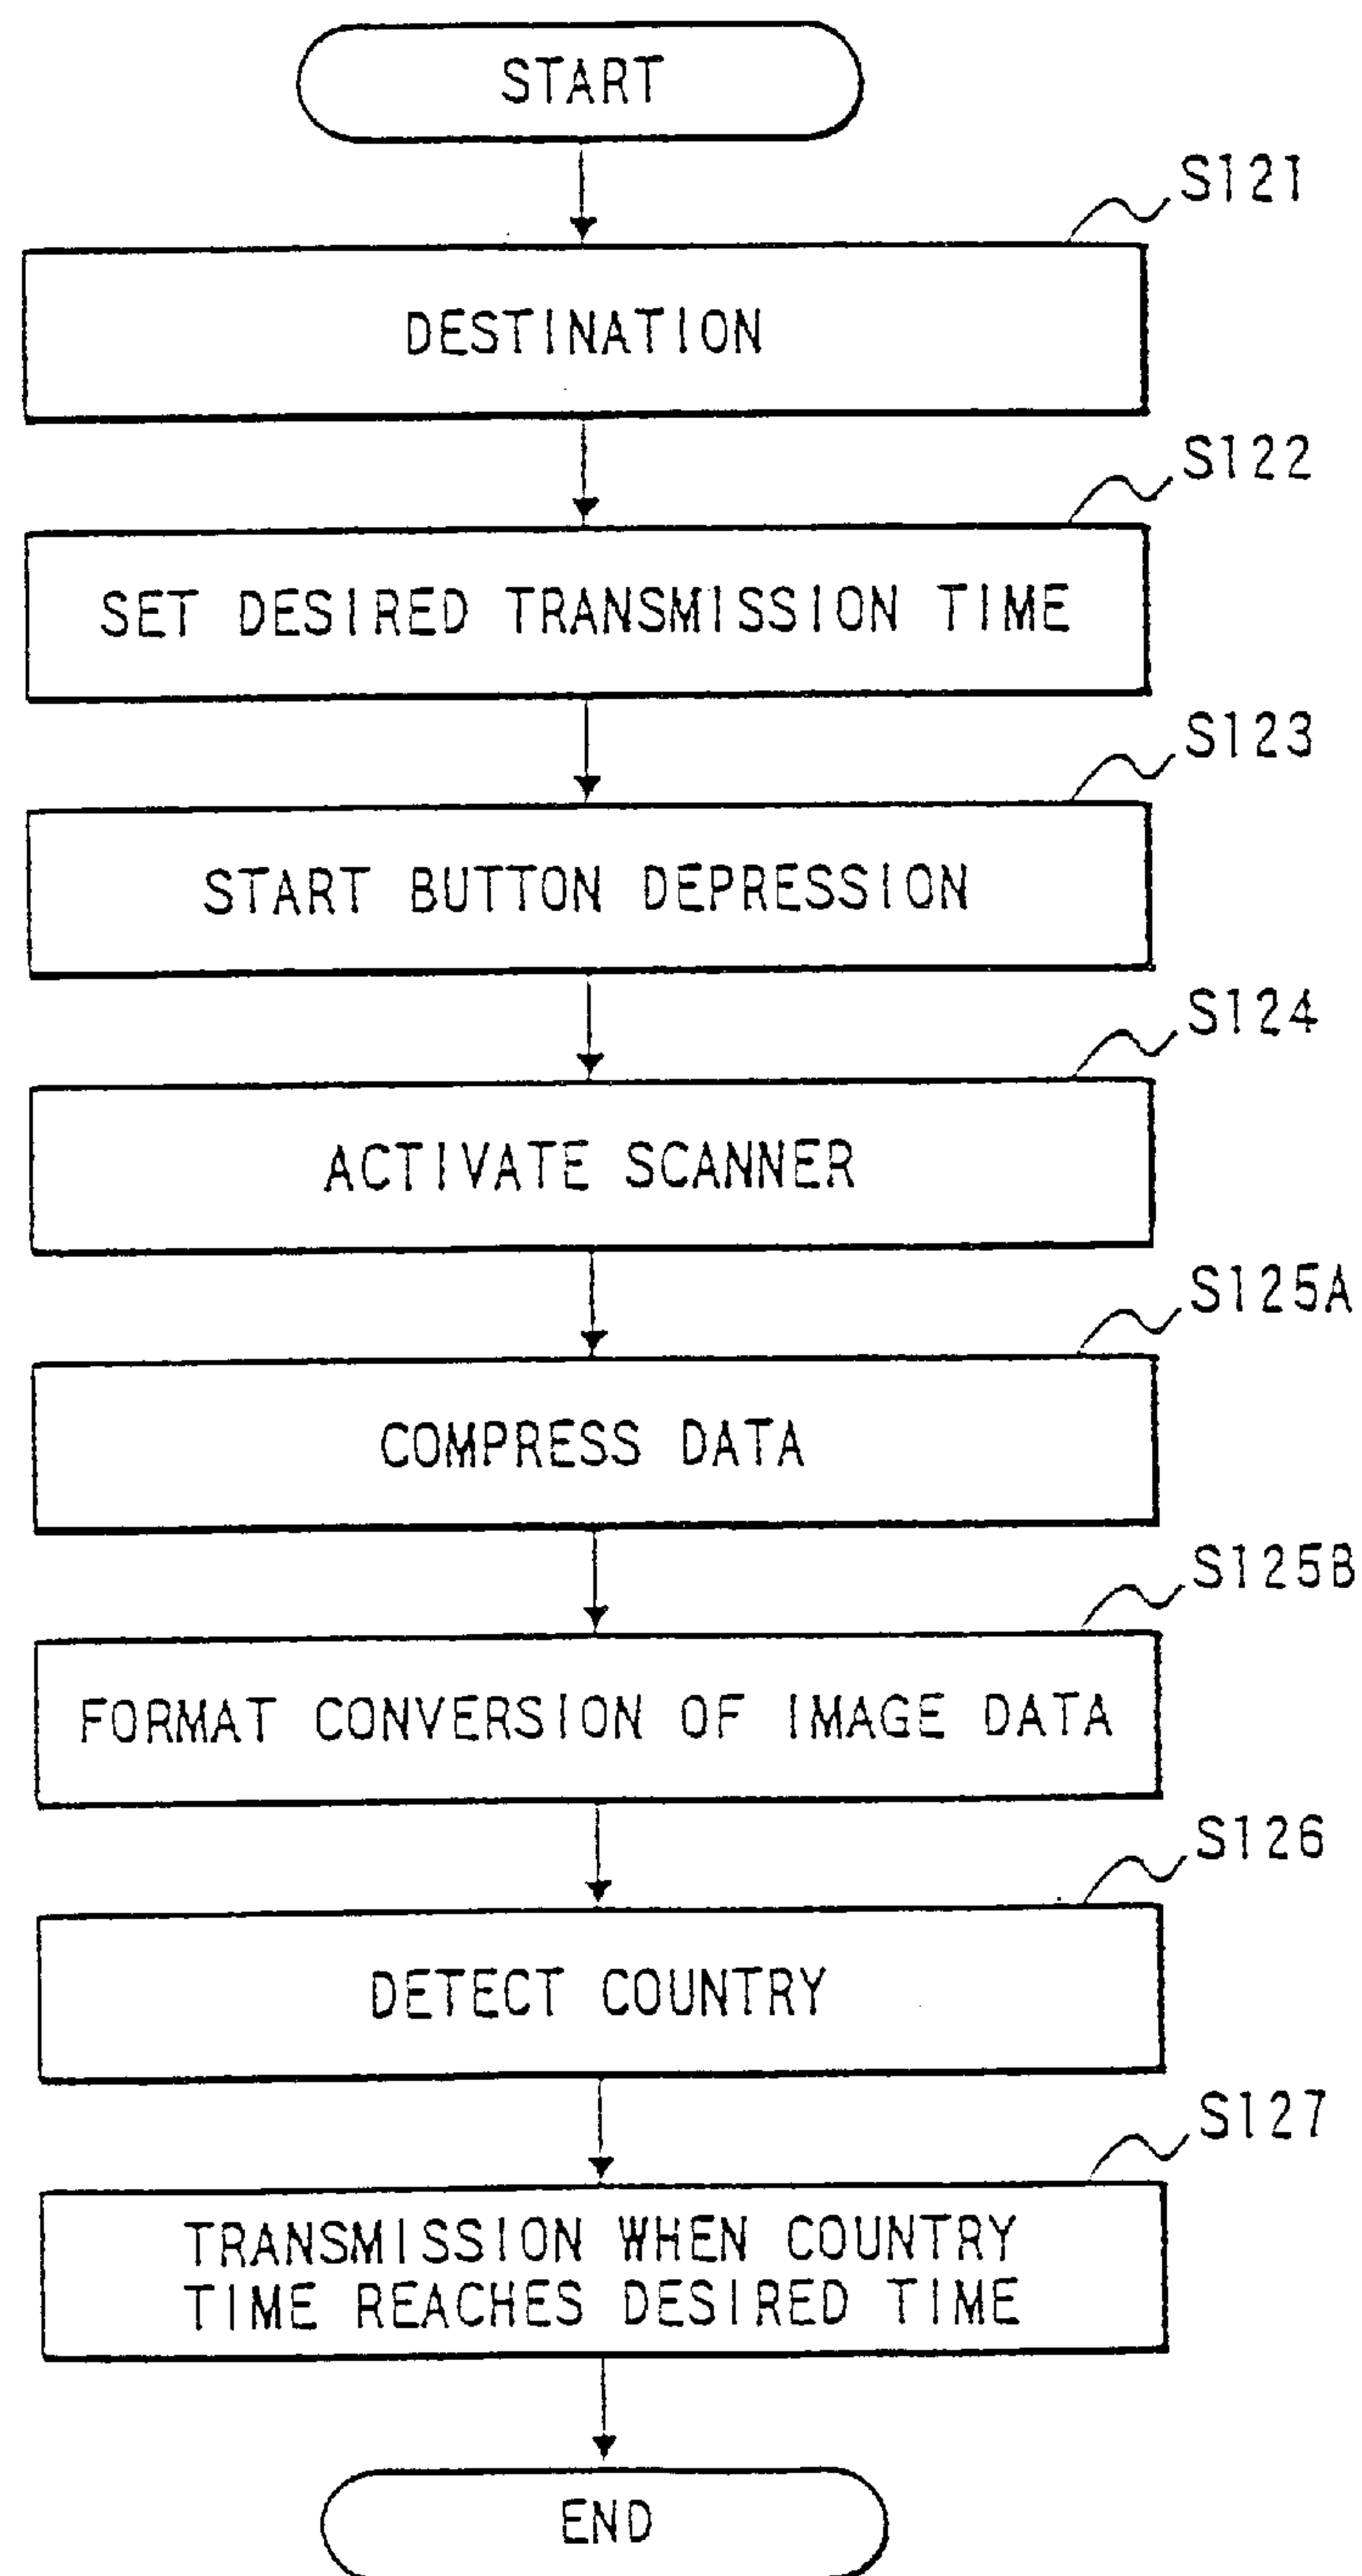 START
S121
DESTINATION
S122
SET DESIRED TRANSMISSION TIME
S123
START BUTTON DEPRESSION
S124
ACTIVATE SCANNER
S125A
COMPRESS DATA
S125B
FORMAT CONVERSION OF IMAGE DATA
S126
DETECT COUNTRY
S127
TRANSMISSION WHEN COUNTRY
TIME REACHES DESIRED TIME
END